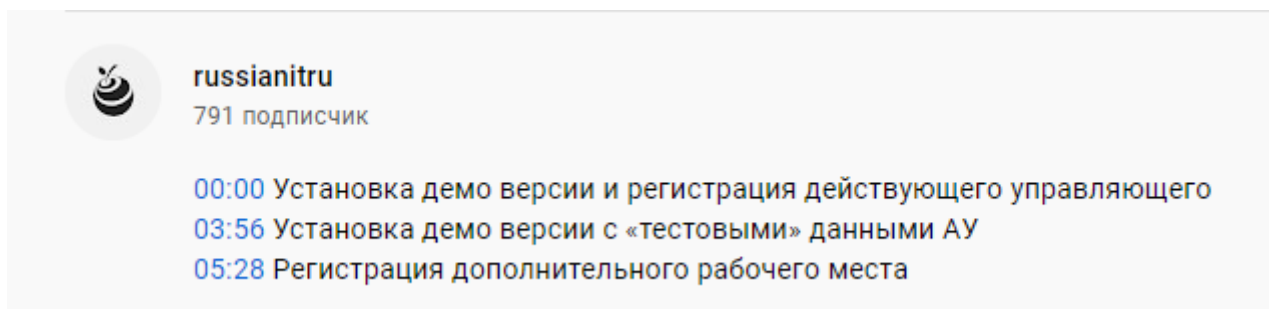 russianitru
791 подписчик
00:00 Установка демо версии и регистрация действующего управляющего
03:56 Установка демо версии с «тестовыми» данными АУ
05:28 Регистрация дополнительного рабочего места